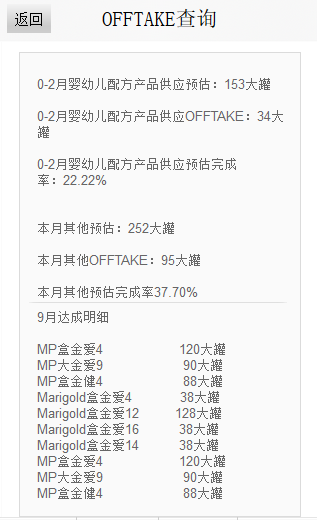 返回
OFFTAKE查询
0-2月婴幼儿配方产品供应预估：153大罐
0-2月婴幼儿配方产品供应OFFTAKE：34大
罐
0-2月婴幼儿配方产品供应预估完成
率：22.22%
本月其他预估：252大罐
本月其他OFFTAKE：95大罐
本月其他预估完成率37.70%
9月达成明细
MP盒金爱4 120大罐
MP大金爱9 90大罐
MP盒金健4 88大罐
Marigold盒金爱4 38大罐
Marigold盒金爱12 128大罐
Marigold盒金爱16 38大罐
Marigold盒金爱14 38大罐
MP盒金爱4 120大罐
MP大金爱9 90大罐
MP盒金健4 88大罐